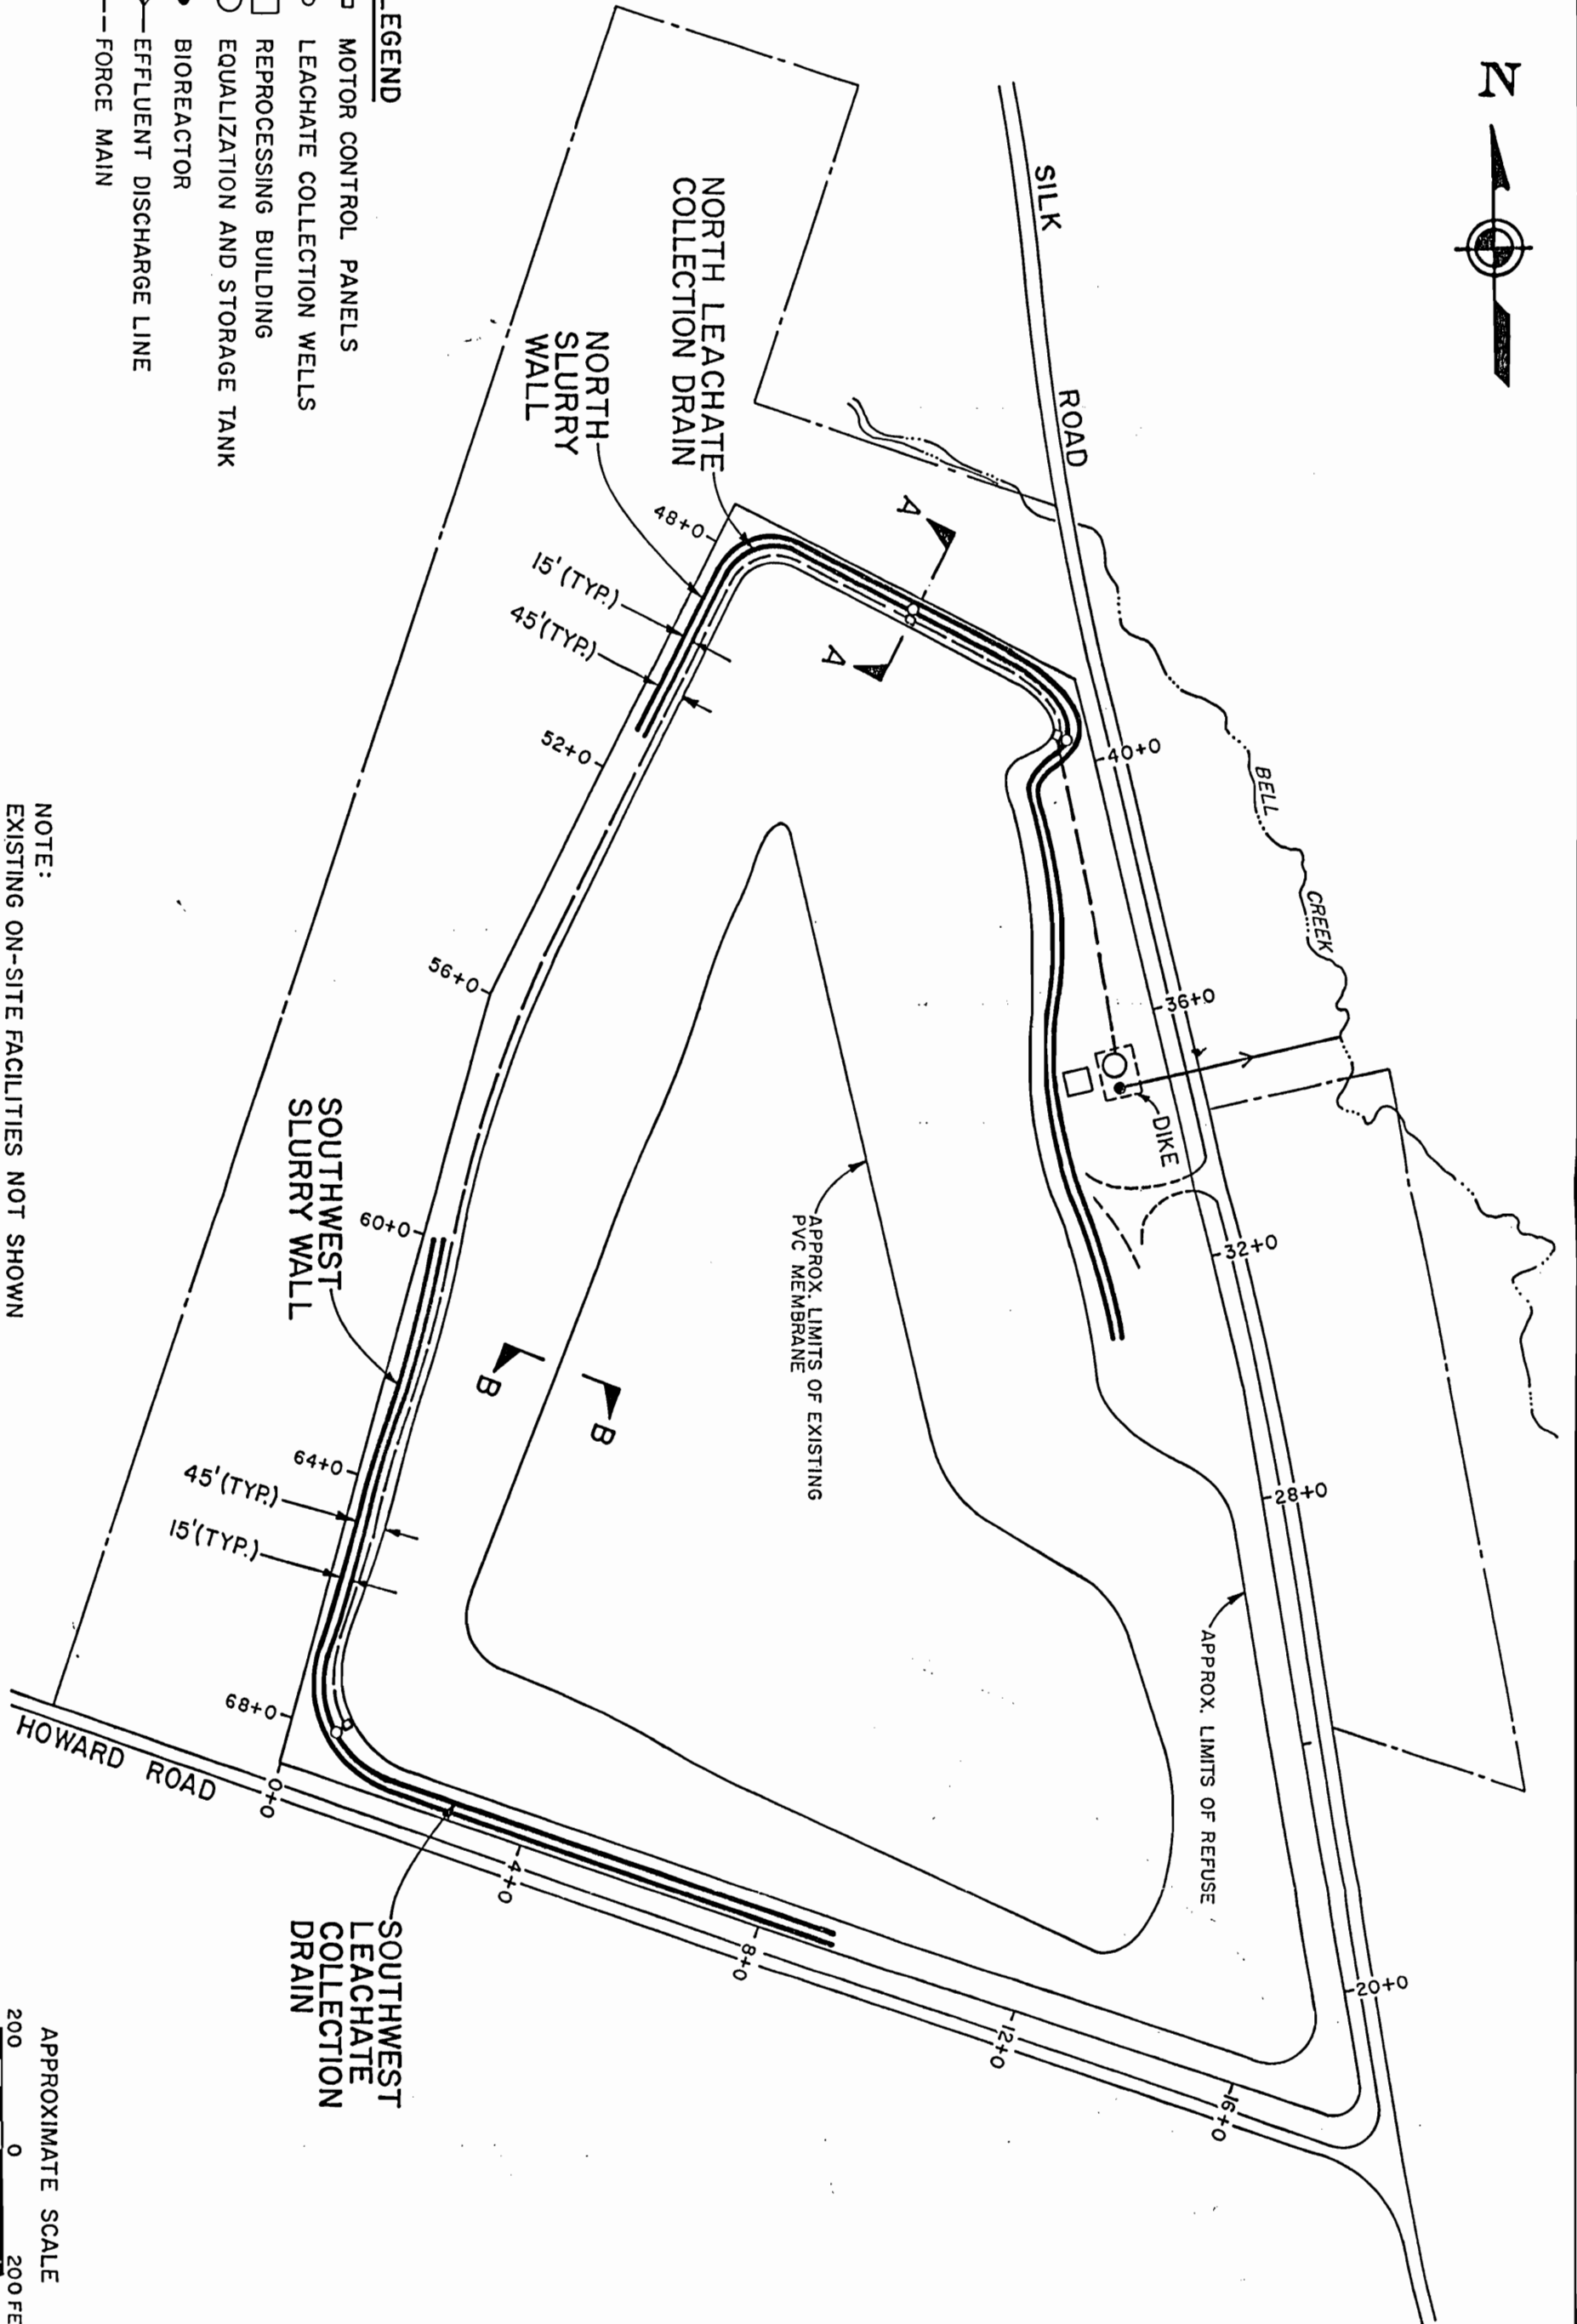 N
SILK ROAD
BELL CREEK
NORTH LEACHATE
COLLECTION DRAIN
NORTH
SLURRY
WALL
15' (TYP.)
45' (TYP.)
A
A
48+0
52+0
56+0
60+0
64+0
68+0
0+0
4+0
8+0
12+0
16+0
20+0
28+0
32+0
36+0
40+0
DIKE
APPROX. LIMITS OF EXISTING
PVC MEMBRANE
APPROX. LIMITS OF REFUSE
B
B
SOUTHWEST
SLURRY WALL
45' (TYP.)
15' (TYP.)
HOWARD ROAD
SOUTHWEST
LEACHATE
COLLECTION
DRAIN
EGEND
MOTOR CONTROL PANELS
LEACHATE COLLECTION WELLS
REPROCESSING BUILDING
EQUALIZATION AND STORAGE TANK
BIOREACTOR
EFFLUENT DISCHARGE LINE
FORCE MAIN
NOTE:
EXISTING ON-SITE FACILITIES NOT SHOWN
APPROXIMATE SCALE
200 0 200 FE